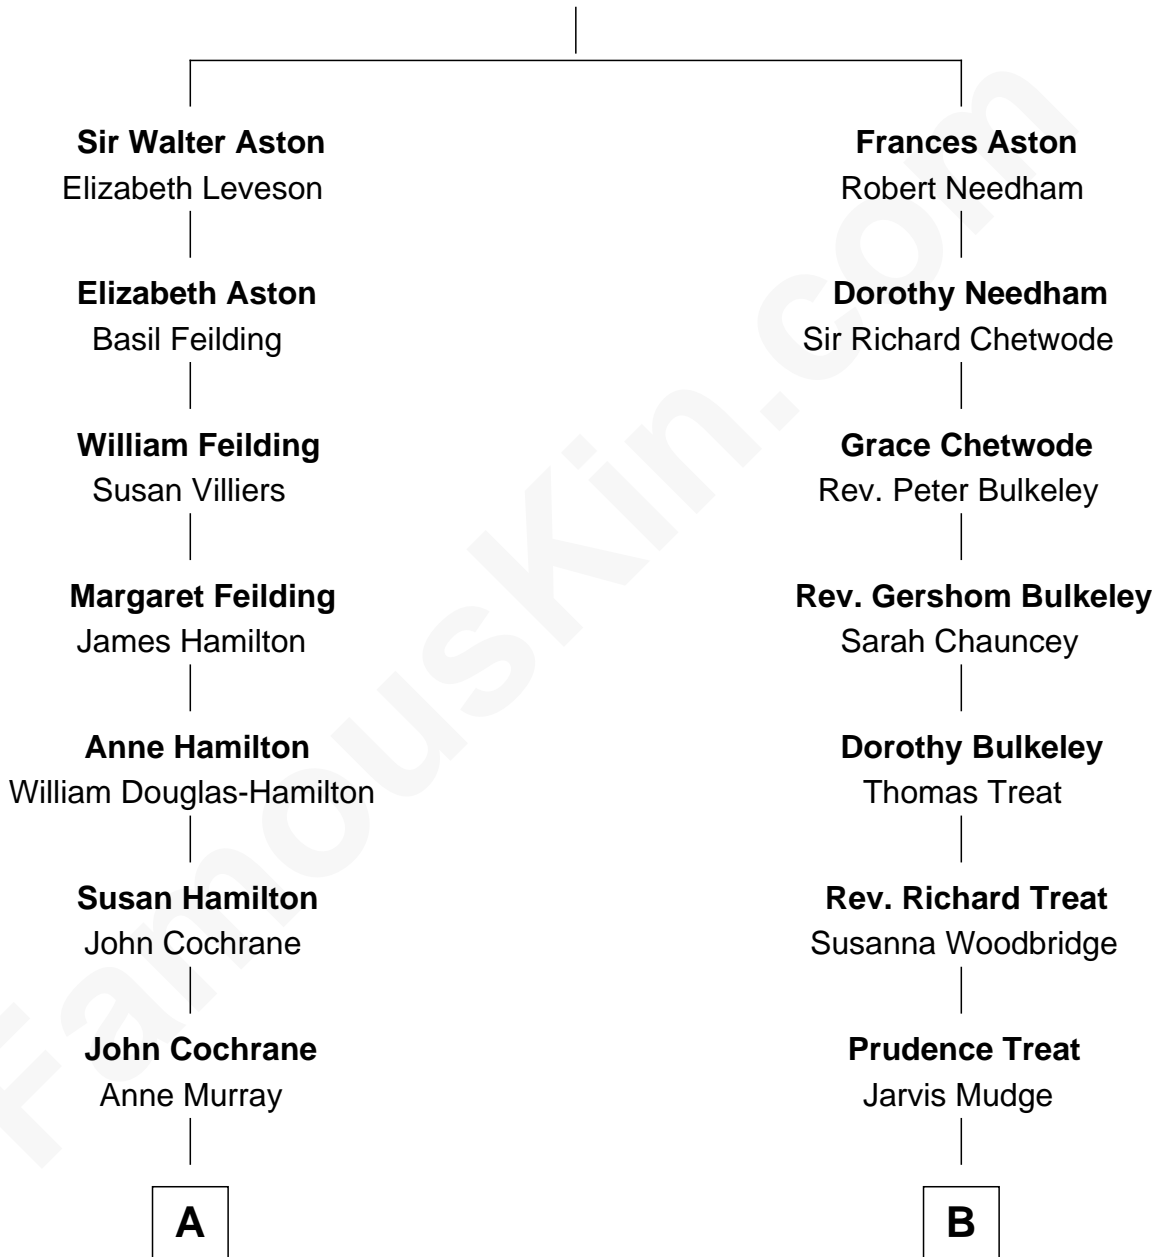 Sir Walter Aston
Elizabeth Leveson
Elizabeth Aston
Basil Feilding
William Feilding
Susan Villiers
Margaret Feilding
James Hamilton
Anne Hamilton
William Douglas-Hamilton
Susan Hamilton
John Cochrane
John Cochrane
Anne Murray
A
Frances Aston
Robert Needham
Dorothy Needham
Sir Richard Chetwode
Grace Chetwode
Rev. Peter Bulkeley
Rev. Gershom Bulkeley
Sarah Chauncey
Dorothy Bulkeley
Thomas Treat
Rev. Richard Treat
Susanna Woodbridge
Prudence Treat
Jarvis Mudge
B
FamousKin.com